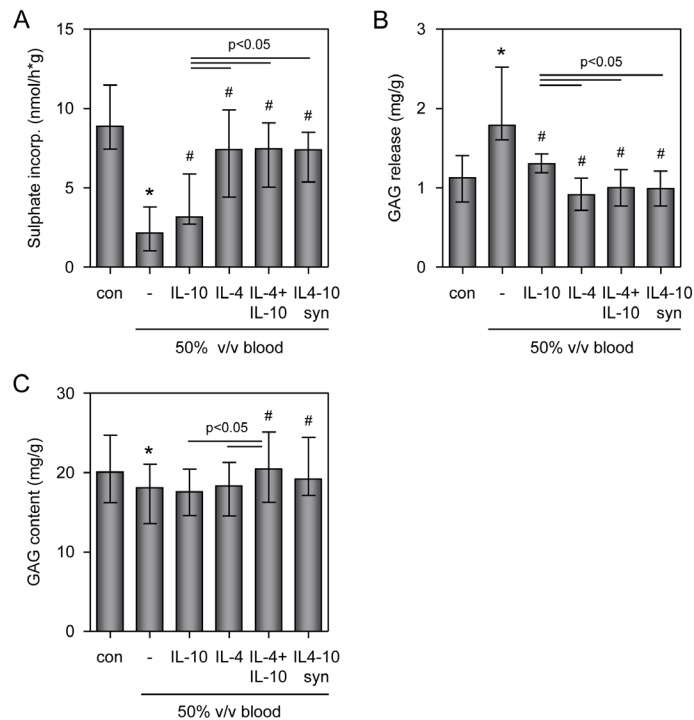 A
Sulphate incorp. (nmol/h*g)
15
10
5
0
p<0.05
*
#
#
#
#
con - IL-10 IL-4 IL-4+ IL4-10
IL-10 syn
50% v/v blood
B
GAG release (mg/g)
3
2
1
0
*
p<0.05
#
#
#
#
con - IL-10 IL-4 IL-4+ IL4-10
IL-10 syn
50% v/v blood
C
GAG content (mg/g)
30
20
10
0
*
p<0.05
#
#
con - IL-10 IL-4 IL-4+ IL4-10
IL-10 syn
50% v/v blood